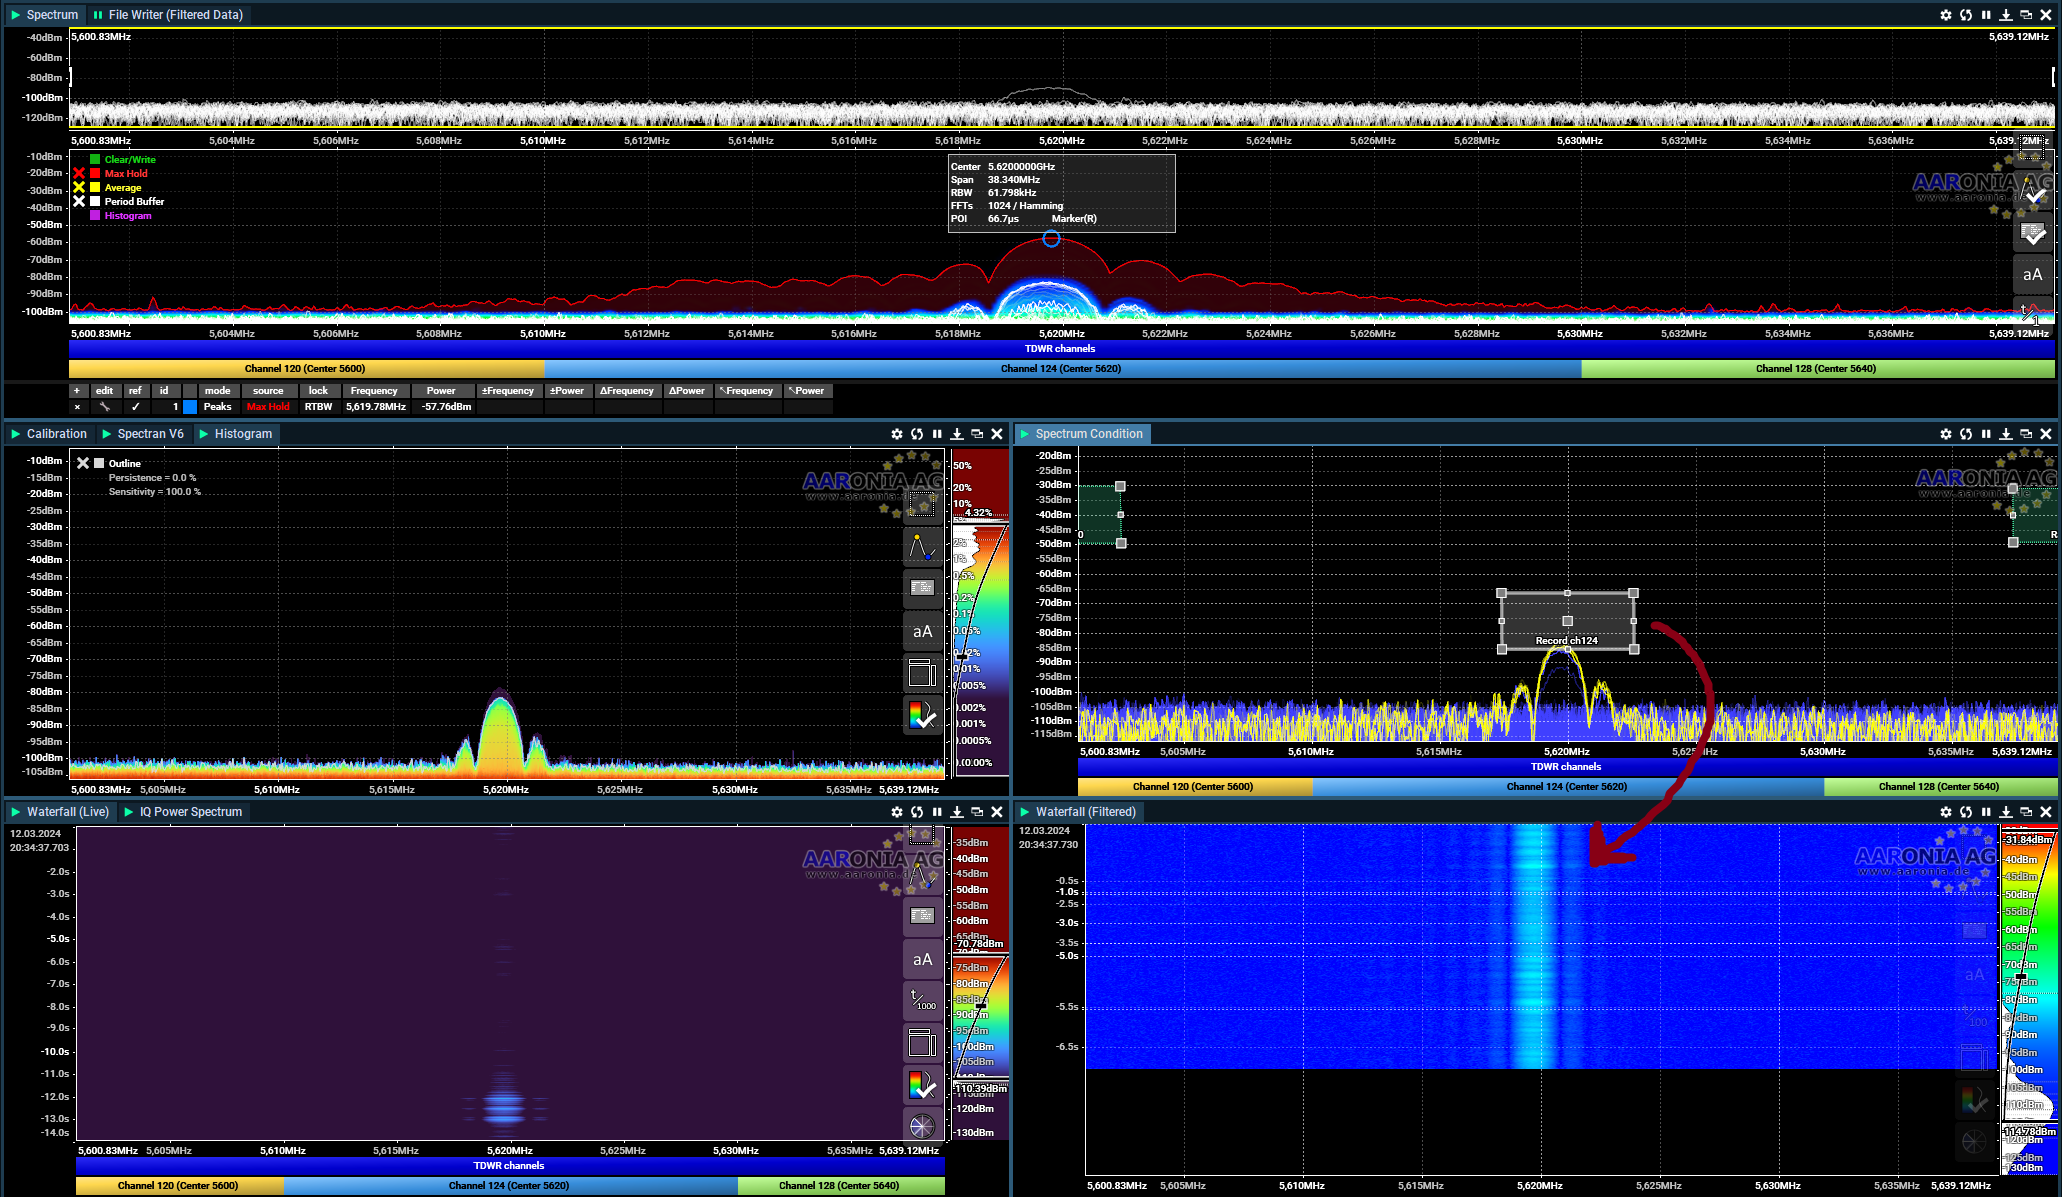 Spectrum File Writer (Filtered Data)
-40dBm
-60dBm
-80dBm
-100dBm
-120dBm
5,600.83MHz 5,639.12MHz
5,600.83MHz 5,604MHz 5,606MHz 5,608MHz 5,610MHz 5,612MHz 5,614MHz 5,616MHz 5,618MHz 5,620MHz 5,622MHz 5,624MHz 5,626MHz 5,628MHz 5,630MHz 5,632MHz 5,634MHz 5,636MHz
-10dBm
-20dBm
-30dBm
-40dBm
-50dBm
-60dBm
-70dBm
-80dBm
-90dBm
-100dBm
Clear/Write
Max Hold
Average
Period Buffer
Histogram
Center 5.6200000GHz
Span 38.340MHz
RBW 61.798kHz
FFTs 1024 / Hamming
POI 66.7µs Marker(R)
AARONIA AG
www.aaronia.de
aA
5,600.83MHz 5,604MHz 5,606MHz 5,608MHz 5,610MHz 5,612MHz 5,614MHz 5,616MHz 5,618MHz 5,620MHz 5,622MHz 5,624MHz 5,626MHz 5,628MHz 5,630MHz 5,632MHz 5,634MHz 5,636MHz 5,639.12MHz
TDWR channels
Channel 120 (Center 5600) Channel 124 (Center 5620) Channel 128 (Center 5640)
+ edit ref id mode source lock Frequency Power ±Frequency ±Power ΔFrequency ΔPower ↖Frequency ↖Power
× ✓ 1 Peaks Max Hold RTBW 5,619.78MHz -57.76dBm
Calibration Spectran V6 Histogram
-10dBm
-15dBm
-20dBm
-25dBm
-30dBm
-35dBm
-40dBm
-45dBm
-50dBm
-55dBm
-60dBm
-65dBm
-70dBm
-75dBm
-80dBm
-85dBm
-90dBm
-95dBm
-100dBm
-105dBm
Outline
Persistence = 0.0 %
Sensitivity = 100.0 %
AARONIA AG
www.aaronia.de
aA
50%
20%
10%
4.32%
2%
1%
0.5%
0.2%
0.1%
0.05%
0.01%
0.005%
0.002%
0.001%
0.0005%
5,600.83MHz 5,605MHz 5,610MHz 5,615MHz 5,620MHz 5,625MHz 5,630MHz 5,635MHz 5,639.12MHz
Spectrum Condition
-20dBm
-25dBm
-30dBm
-35dBm
-40dBm
-45dBm
-50dBm
-55dBm
-60dBm
-65dBm
-70dBm
-75dBm
-80dBm
-85dBm
-90dBm
-95dBm
-100dBm
-105dBm
-110dBm
-115dBm
0
R
Record ch124
AARONIA AG
www.aaronia.de
5,600.83MHz 5,605MHz 5,610MHz 5,615MHz 5,620MHz 5,630MHz 5,635MHz 5,639.12MHz
TDWR channels
Channel 120 (Center 5600) Channel 124 (Center 5620) Channel 128 (Center 5640)
Waterfall (Live) IQ Power Spectrum
12.03.2024
20:34:37.703
-2.0s
-3.0s
-4.0s
-5.0s
-6.0s
-7.0s
-8.0s
-9.0s
-10.0s
-11.0s
-12.0s
-13.0s
-14.0s
AARONIA AG
www.aaronia.de
aA
t/1000
-35dBm
-40dBm
-45dBm
-50dBm
-55dBm
-60dBm
-65dBm
-70.78dBm
-75dBm
-80dBm
-85dBm
-90dBm
-95dBm
-100dBm
-105dBm
-110.39dBm
-115dBm
-120dBm
-130dBm
5,600.83MHz 5,605MHz 5,610MHz 5,615MHz 5,620MHz 5,625MHz 5,630MHz 5,635MHz 5,639.12MHz
TDWR channels
Channel 120 (Center 5600) Channel 124 (Center 5620) Channel 128 (Center 5640)
Waterfall (Filtered)
12.03.2024
20:34:37.730
-0.5s
-1.0s
-2.5s
-3.0s
-3.5s
-5.0s
-5.5s
-6.5s
AARONIA AG
www.aaronia.de
aA
-31.84dBm
-40dBm
-45dBm
-50dBm
-55dBm
-60dBm
-65dBm
-70dBm
-75dBm
-80dBm
-85dBm
-90dBm
-95dBm
-100dBm
-105dBm
-110dBm
-114.78dBm
-120dBm
-125dBm
-130dBm
5,600.83MHz 5,605MHz 5,610MHz 5,615MHz 5,620MHz 5,625MHz 5,630MHz 5,635MHz 5,639.12MHz